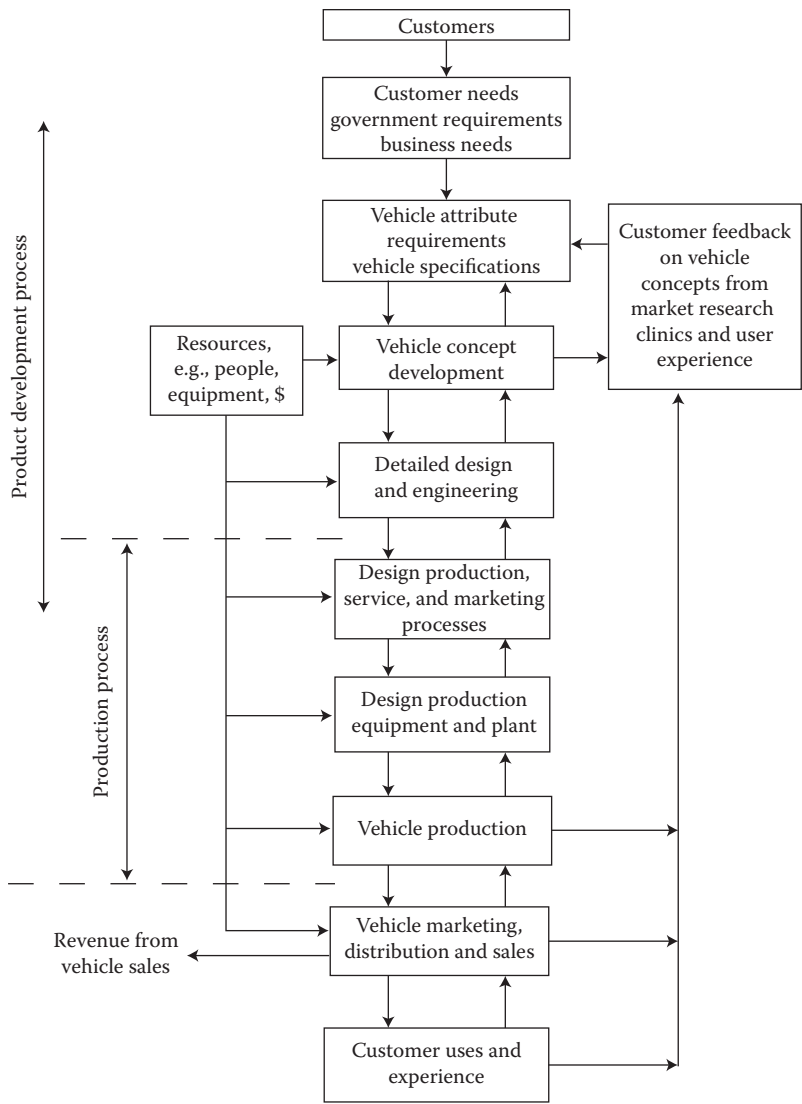 Customers
Customer needs
government requirements
business needs
Vehicle attribute
requirements
vehicle specifications
Customer feedback
on vehicle
concepts from
market research
clinics and user
experience
Resources,
e.g., people,
equipment, $
Vehicle concept
development
Product development process
Detailed design
and engineering
Design production,
service, and marketing
processes
Production process
Design production
equipment and plant
Vehicle production
Vehicle marketing,
distribution and sales
Revenue from
vehicle sales
Customer uses and
experience